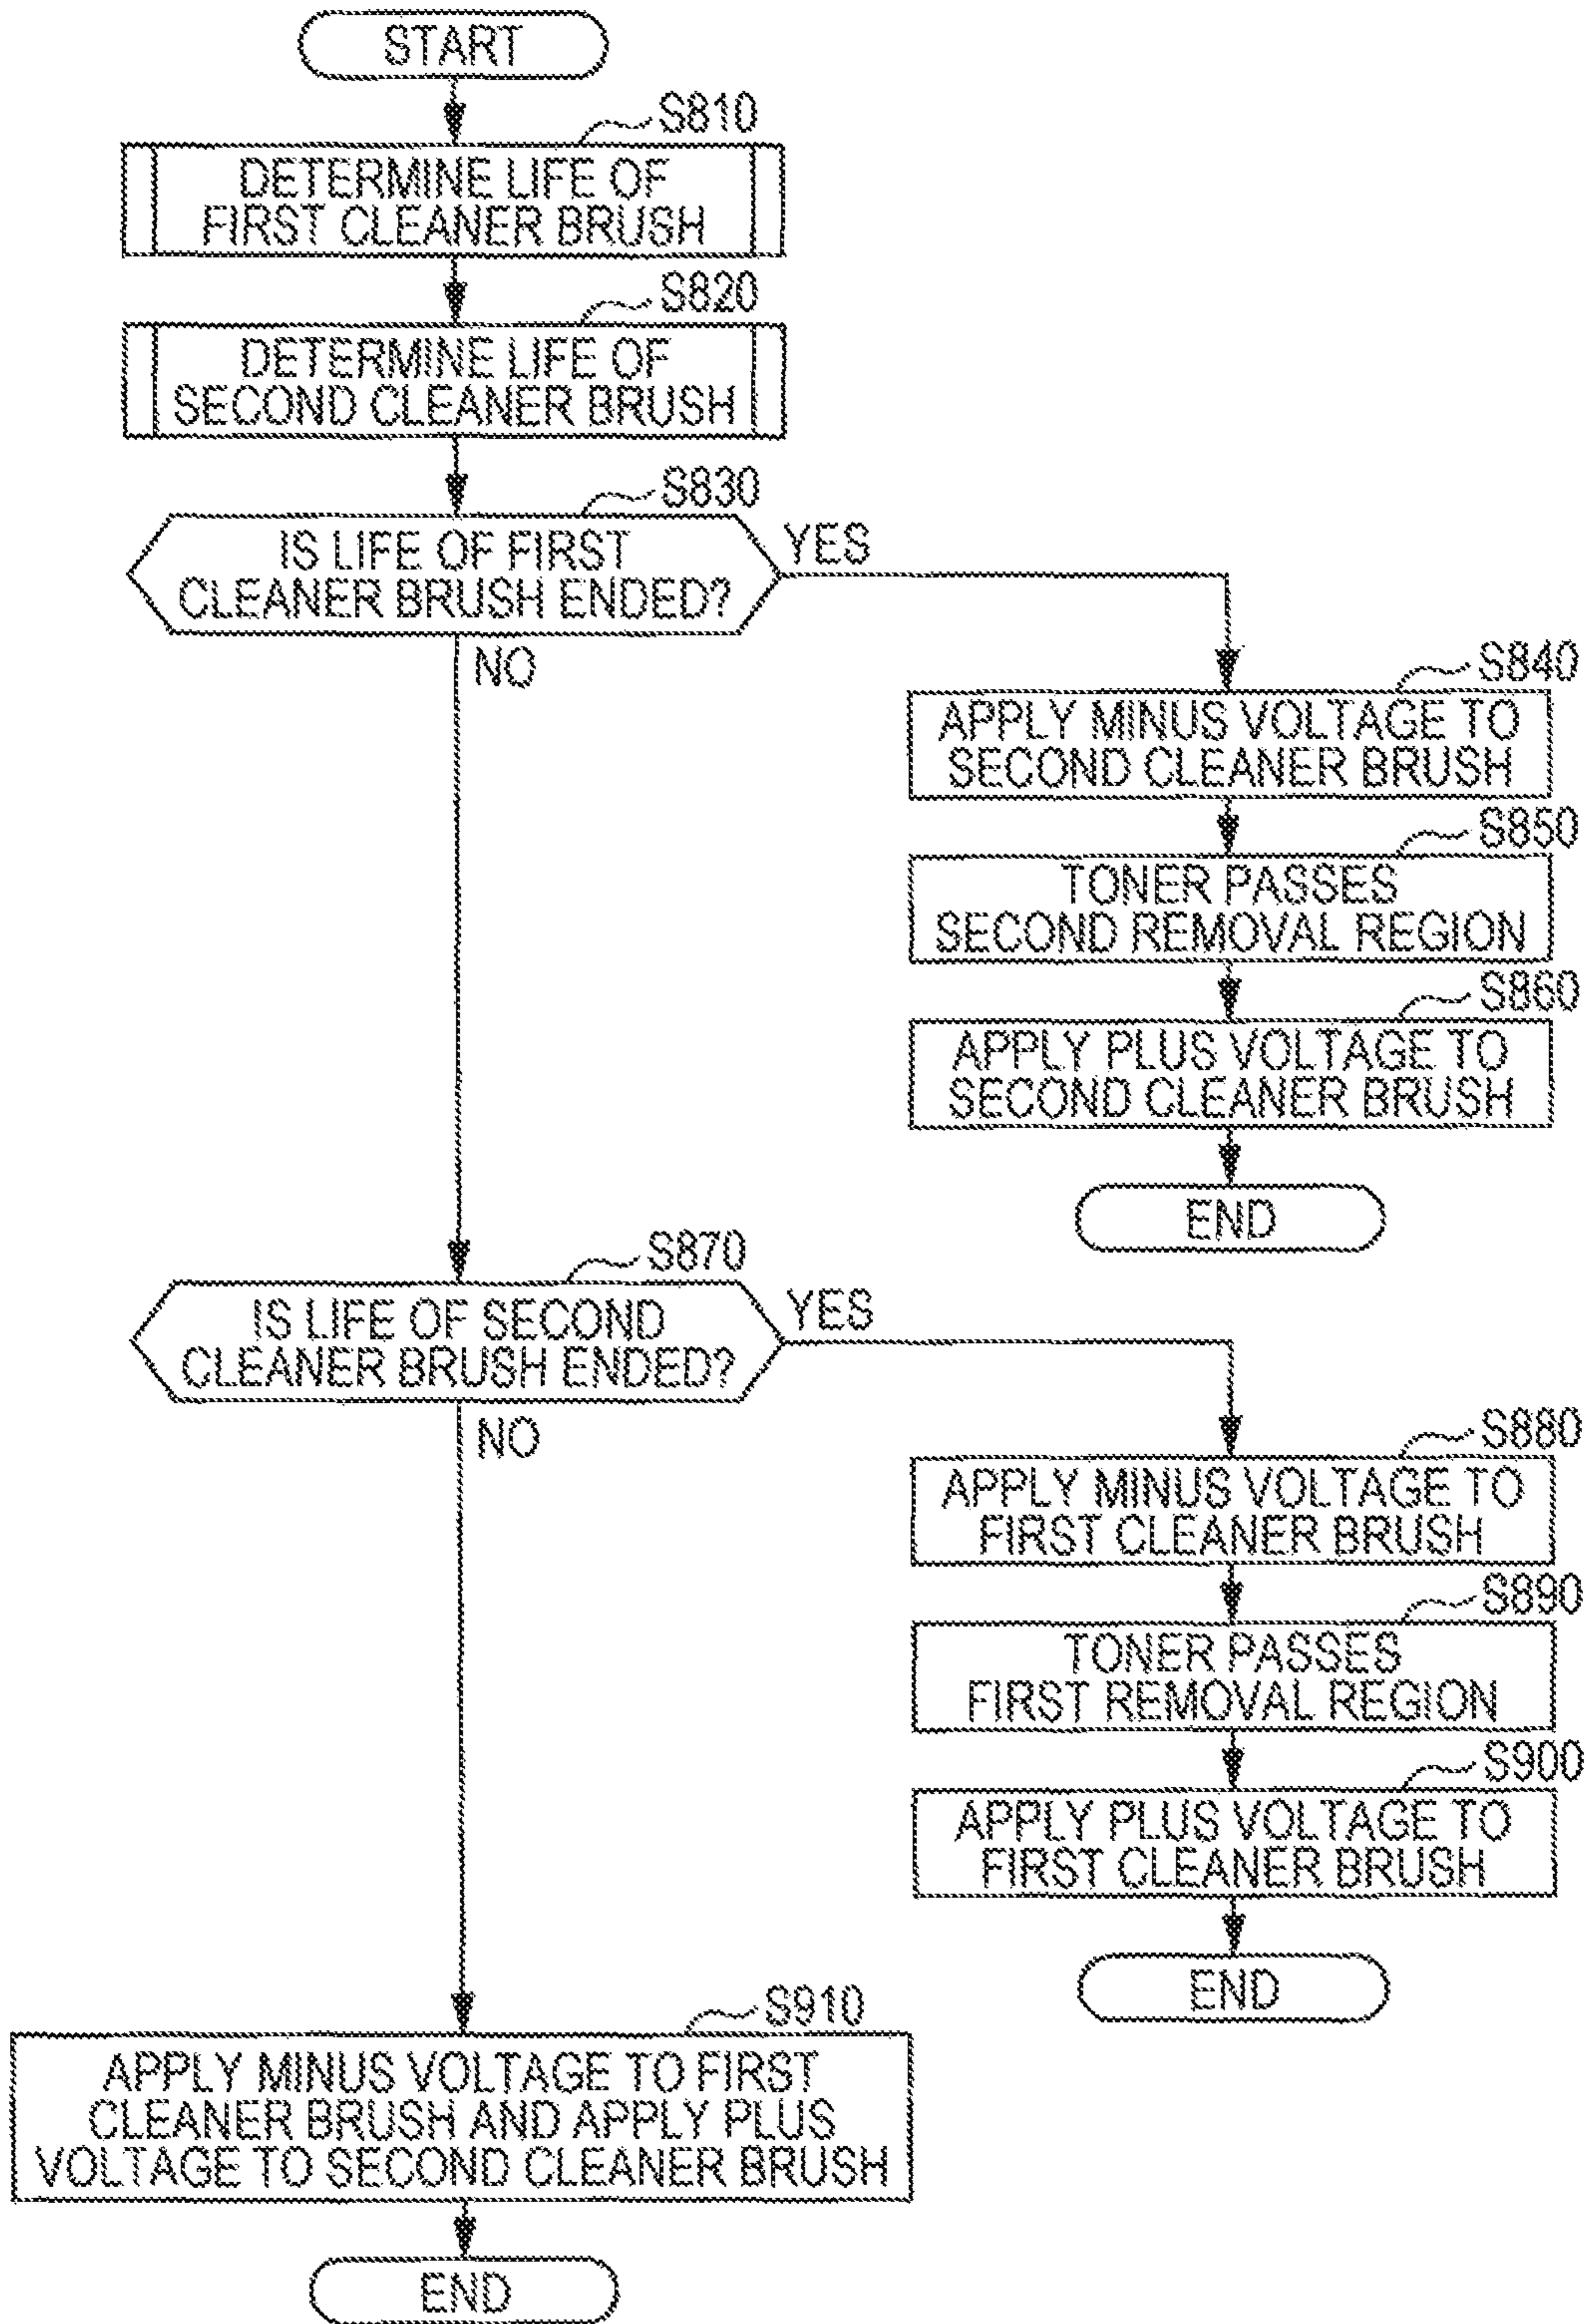 START
S810
DETERMINE LIFE OF
FIRST CLEANER BRUSH
S820
DETERMINE LIFE OF
SECOND CLEANER BRUSH
S830
IS LIFE OF FIRST
CLEANER BRUSH ENDED?
YES
NO
S840
APPLY MINUS VOLTAGE TO
SECOND CLEANER BRUSH
S850
TONER PASSES
SECOND REMOVAL REGION
S860
APPLY PLUS VOLTAGE TO
SECOND CLEANER BRUSH
END
S870
IS LIFE OF SECOND
CLEANER BRUSH ENDED?
YES
NO
S880
APPLY MINUS VOLTAGE TO
FIRST CLEANER BRUSH
S890
TONER PASSES
FIRST REMOVAL REGION
S900
APPLY PLUS VOLTAGE TO
FIRST CLEANER BRUSH
END
S910
APPLY MINUS VOLTAGE TO FIRST
CLEANER BRUSH AND APPLY PLUS
VOLTAGE TO SECOND CLEANER BRUSH
END